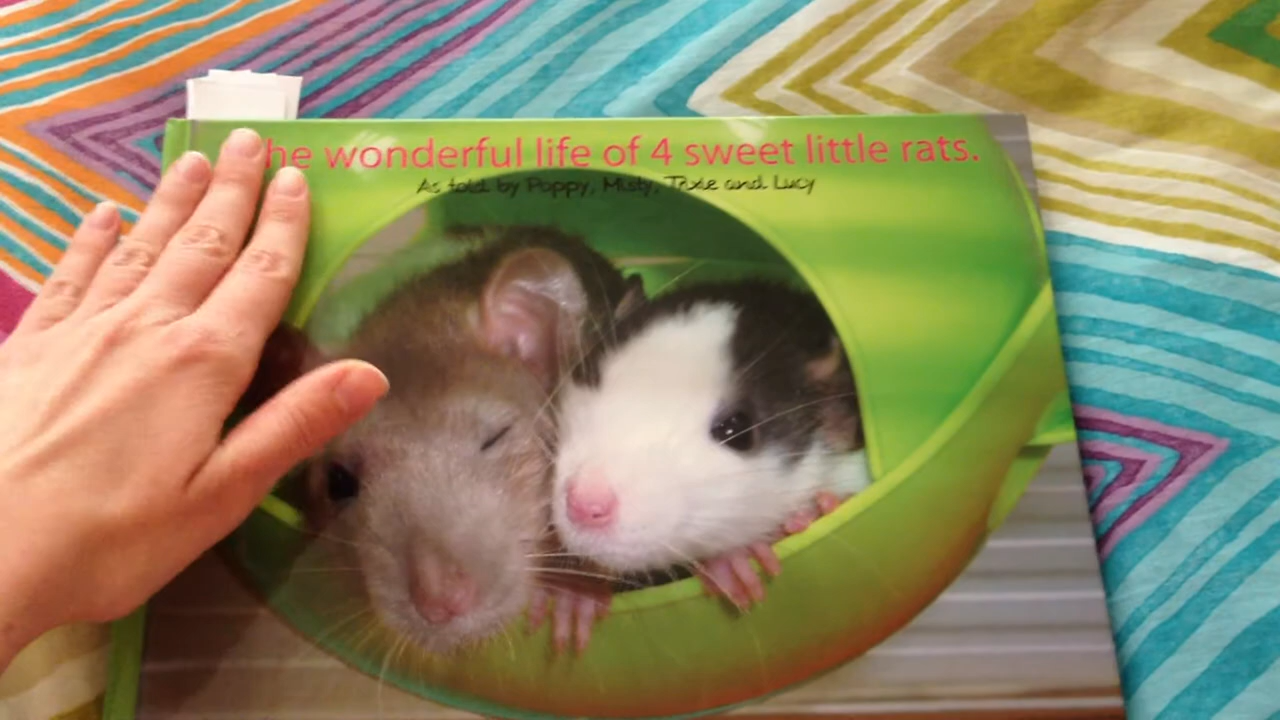 he wonderful life of 4 sweet little rats.
As told by Poppy, Misty, Trixie and Lucy